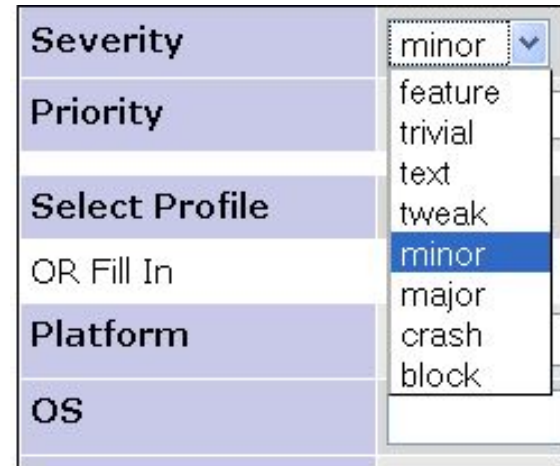 Severity
minor
Priority
feature
trivial
text
Select Profile
tweak
minor
OR Fill In
major
Platform
crash
block
OS